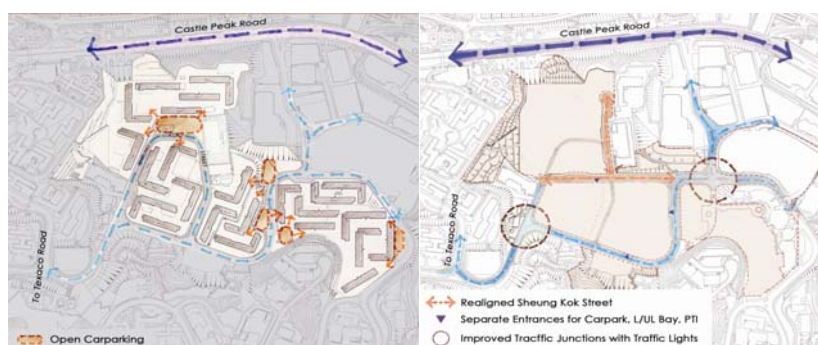 Castle Peak Road
To Texaco Road
Open Carparking
Castle Peak Road
To Texaco Road
Realigned Sheung Kok Street
Separate Entrances for Carpark, L/UL Bay, PTI
Improved Tracffic Junctions with Traffic Lights